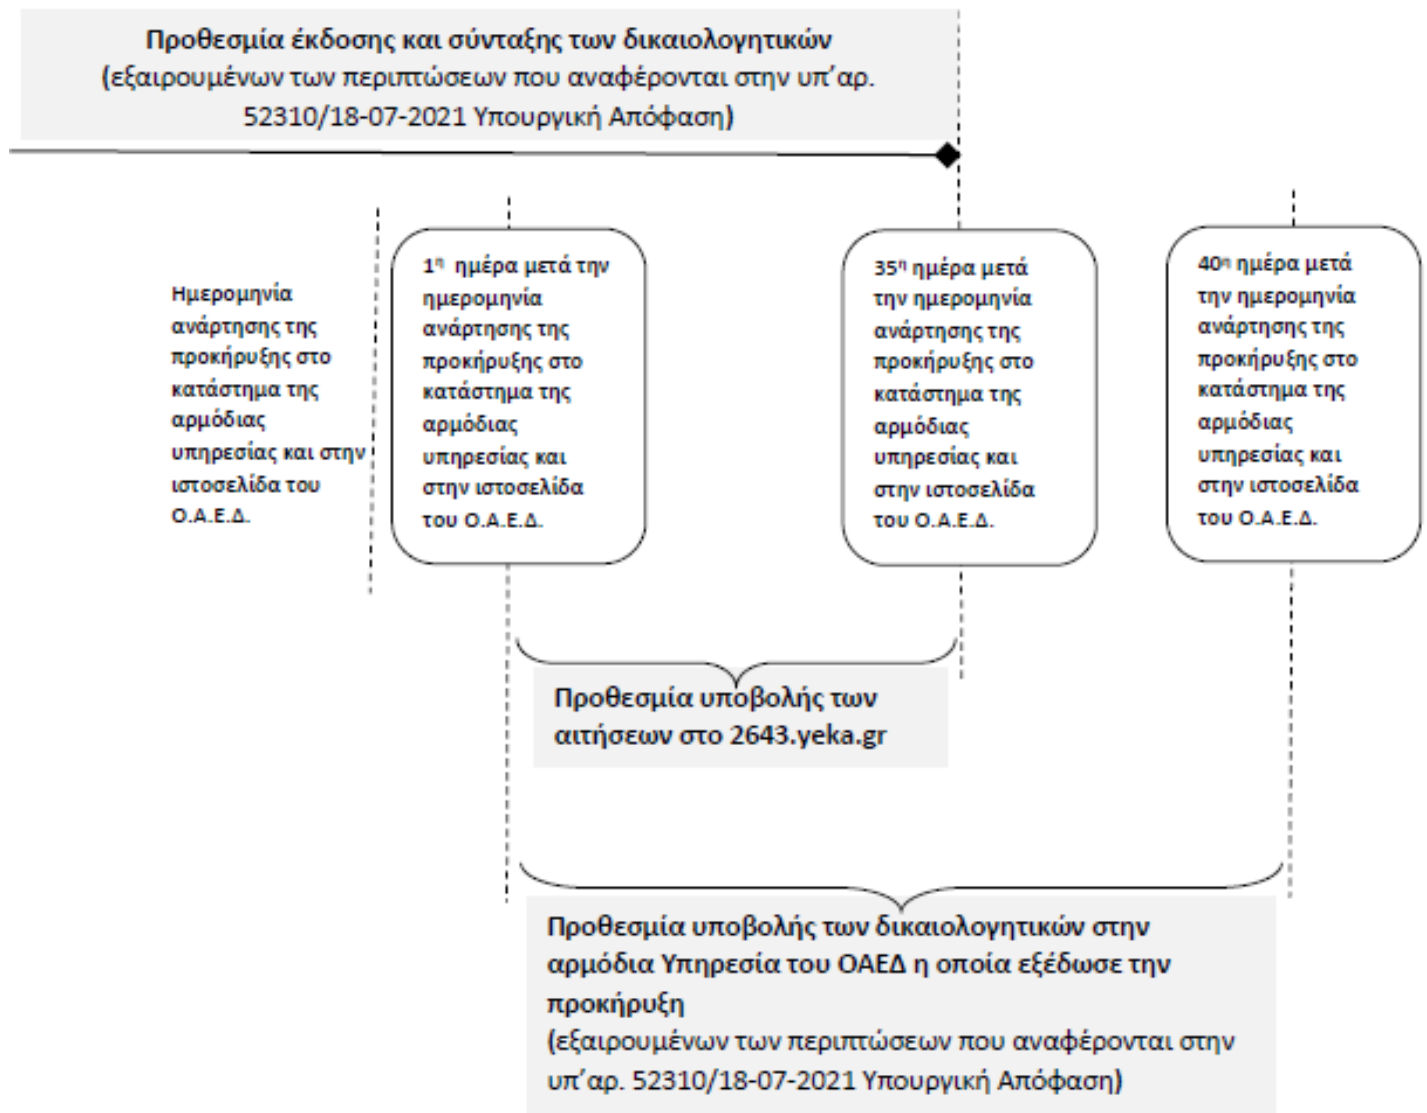 Προθεσμία έκδοσης και σύνταξης των δικαιολογητικών
(εξαιρουμένων των περιπτώσεων που αναφέρονται στην υπ’αρ.
52310/18-07-2021 Υπουργική Απόφαση)
Ημερομηνία
ανάρτησης της
προκήρυξης στο
κατάστημα της
αρμόδιας
υπηρεσίας και στην
ιστοσελίδα του
Ο.Α.Ε.Δ.
1η ημέρα μετά την
ημερομηνία
ανάρτησης της
προκήρυξης στο
κατάστημα της
αρμόδιας
υπηρεσίας και
στην ιστοσελίδα
του Ο.Α.Ε.Δ.
35η ημέρα μετά
την ημερομηνία
ανάρτησης της
προκήρυξης στο
κατάστημα της
αρμόδιας
υπηρεσίας και
στην ιστοσελίδα
του Ο.Α.Ε.Δ.
40η ημέρα μετά
την ημερομηνία
ανάρτησης της
προκήρυξης στο
κατάστημα της
αρμόδιας
υπηρεσίας και
στην ιστοσελίδα
του Ο.Α.Ε.Δ.
Προθεσμία υποβολής των
αιτήσεων στο 2643.yeka.gr
Προθεσμία υποβολής των δικαιολογητικών στην
αρμόδια Υπηρεσία του ΟΑΕΔ η οποία εξέδωσε την
προκήρυξη
(εξαιρουμένων των περιπτώσεων που αναφέρονται στην
υπ’αρ. 52310/18-07-2021 Υπουργική Απόφαση)